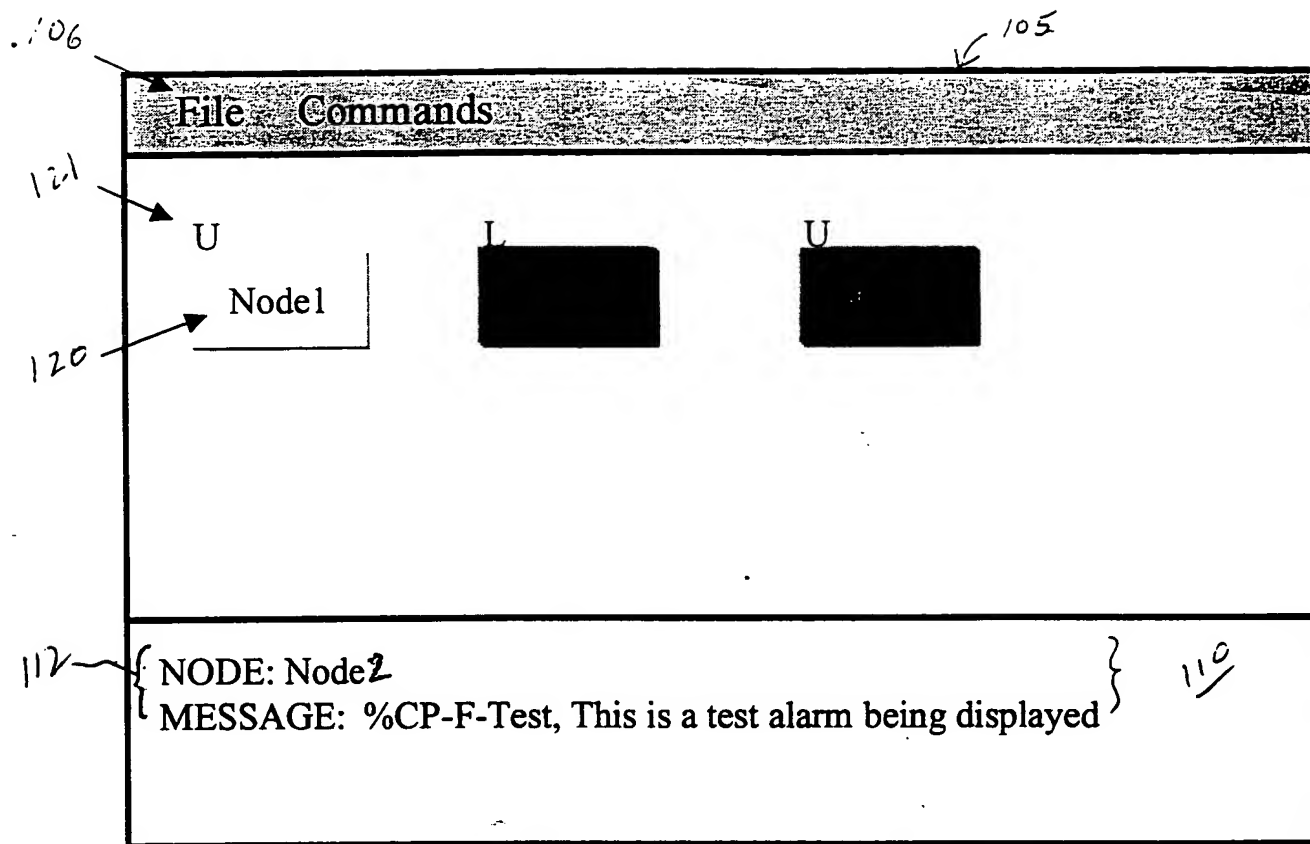 106
105
File Commands
121
U L U
Node1
120
112
NODE: Node2
110
MESSAGE: %CP-F-Test, This is a test alarm being displayed